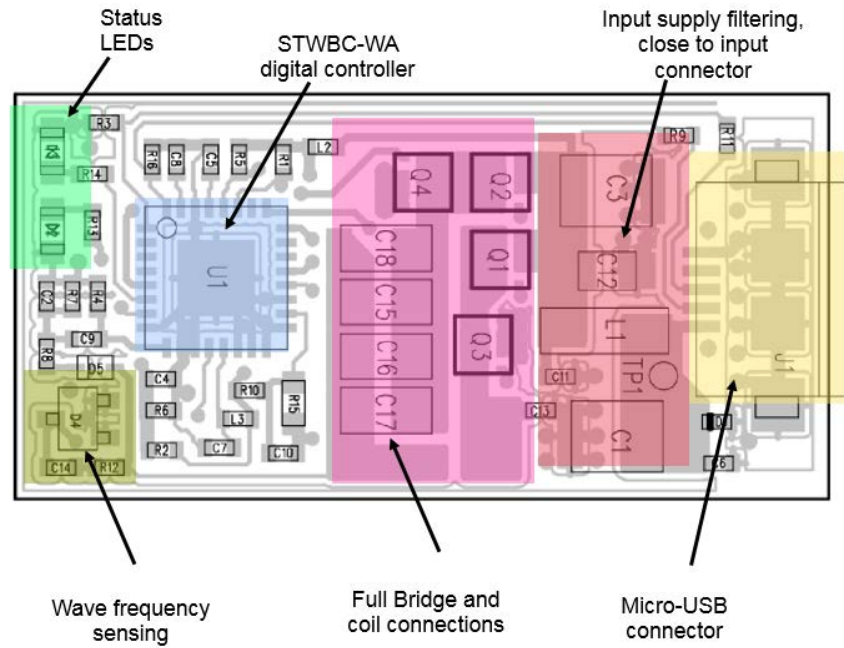 Status
LEDs
STWBC-WA
digital controller
Input supply filtering,
close to input
connector
R3
D3
R14
D2
R13
R16
C8
C5
R5
R1
L2
U1
C2
R7
R4
C9
R8
D5
D4
C14
R12
C4
R6
R2
R10
L3
C7
R15
C10
Q4
Q2
Q1
Q3
C18
C15
C16
C17
R9
R11
C3
C12
L1
TP1
C11
C13
C1
J1
C6
Wave frequency
sensing
Full Bridge and
coil connections
Micro-USB
connector